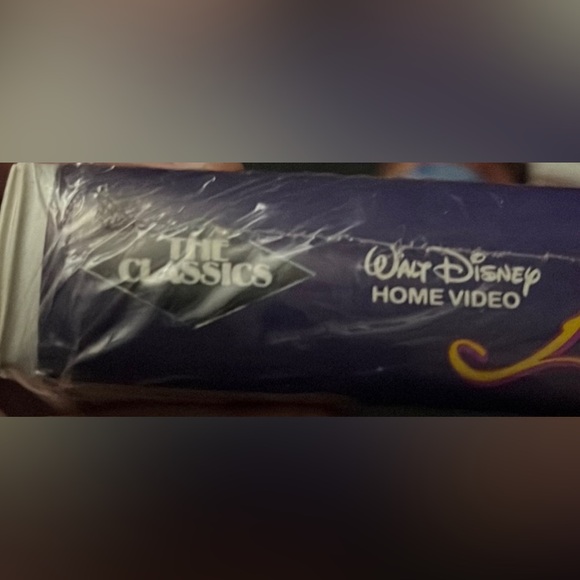 THE
CLASSICS
WALT DISNEY
HOME VIDEO